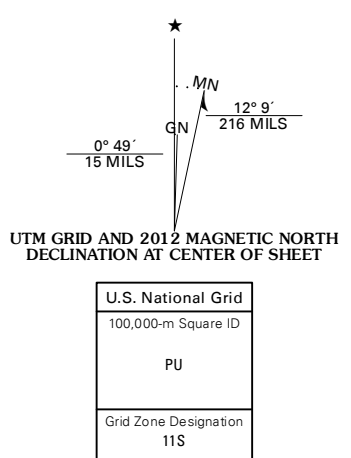 ★
MN
12° 9´
216 MILS
GN
0° 49´
15 MILS
UTM GRID AND 2012 MAGNETIC NORTH
DECLINATION AT CENTER OF SHEET
U.S. National Grid
100,000-m Square ID
PU
Grid Zone Designation
11S